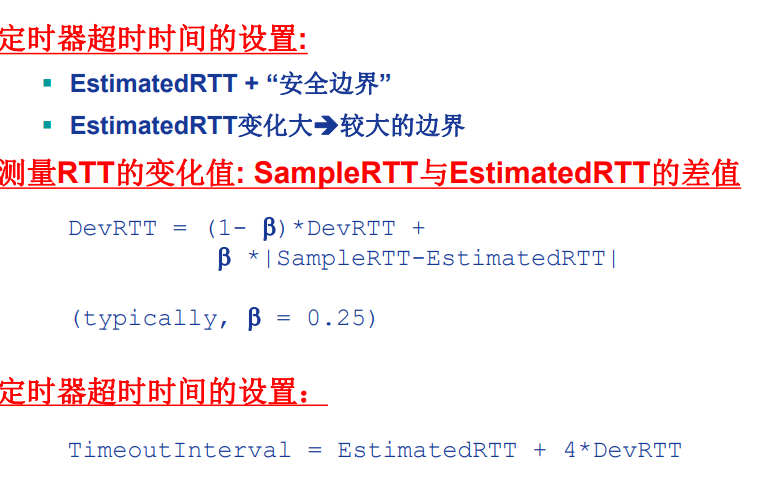 定时器超时时间的设置:
▪ EstimatedRTT + “安全边界”
▪ EstimatedRTT变化大➔较大的边界
测量RTT的变化值: SampleRTT与EstimatedRTT的差值
DevRTT = (1- β)*DevRTT +
β *|SampleRTT-EstimatedRTT|
(typically, β = 0.25)
定时器超时时间的设置：
TimeoutInterval = EstimatedRTT + 4*DevRTT